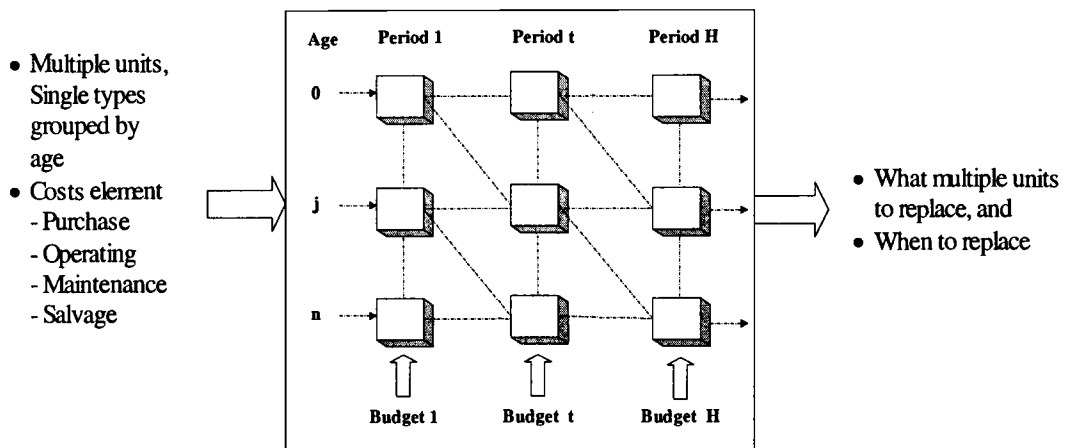 • Multiple units,
Single types
grouped by
age
• Costs element
- Purchase
- Operating
- Maintenance
- Salvage
Age Period 1 Period t Period H
0
j
n
Budget 1 Budget t Budget H
• What multiple units
to replace, and
• When to replace